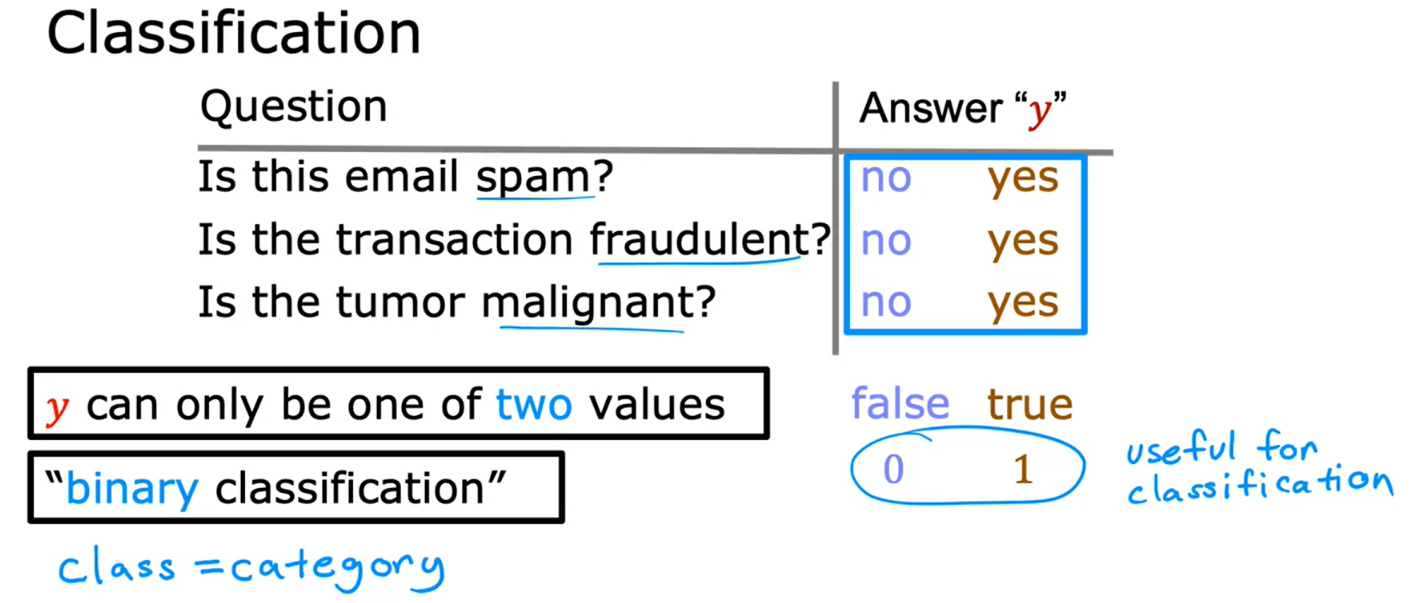 Classification
Question Answer “y”
Is this email spam? no yes
Is the transaction fraudulent? no yes
Is the tumor malignant? no yes
y can only be one of two values false true
0 1 useful for
classification
“binary classification”
class = category